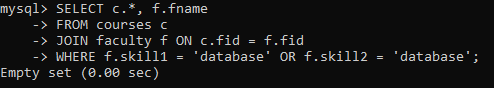 mysql> SELECT c.*, f.fname
    -> FROM courses c
    -> JOIN faculty f ON c.fid = f.fid
    -> WHERE f.skill1 = 'database' OR f.skill2 = 'database';
Empty set (0.00 sec)